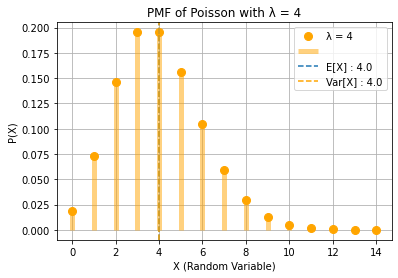 PMF of Poisson with λ = 4
λ = 4
E[X] : 4.0
Var[X] : 4.0
P(X)
0.200
0.175
0.150
0.125
0.100
0.075
0.050
0.025
0.000
0 2 4 6 8 10 12 14
X (Random Variable)